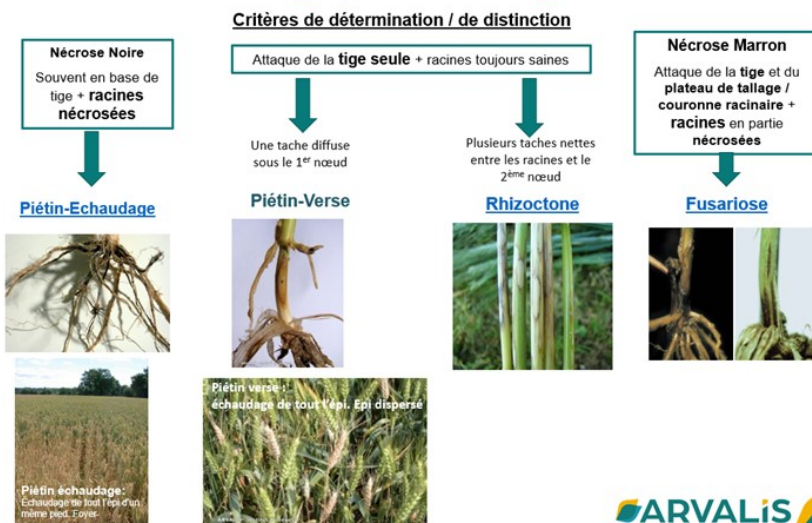 Critères de détermination / de distinction
Nécrose Noire
Souvent en base de
tige + racines
nécrosées
Attaque de la tige seule + racines toujours saines
Nécrose Marron
Attaque de la tige et du
plateau de tallage /
couronne racinaire +
racines en partie
nécrosées
Une tache diffuse
sous le 1er nœud
Plusieurs taches nettes
entre les racines et le
2ème nœud
Piétin-Echaudage
Piétin-Verse
Rhizoctone
Fusariose
Piétin verse :
échaudage de tout l'épi. Epi dispersé
Piétin échaudage:
Échaudage de tout l'épi d'un
même pied. Foyer
ARVALIS